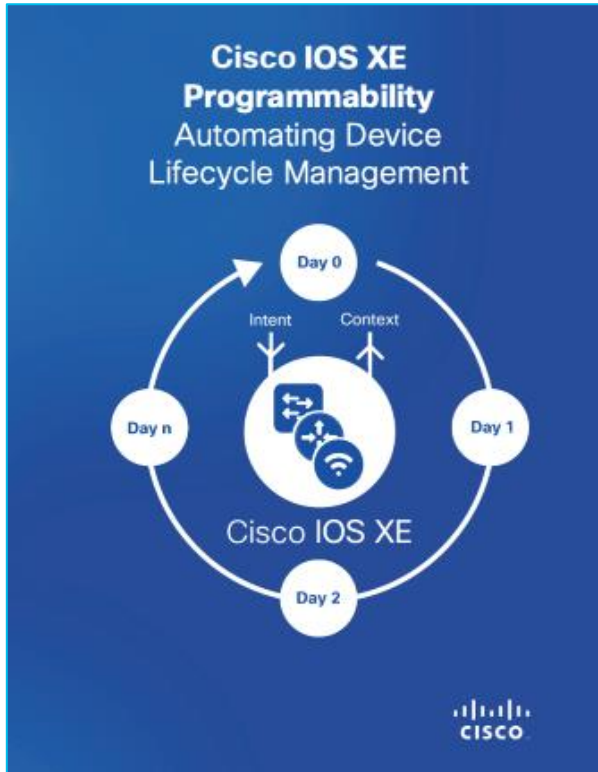 Cisco IOS XE
Programmability
Automating Device
Lifecycle Management
Day 0
Intent
Context
Day n
Day 1
Cisco IOS XE
Day 2
CISCO